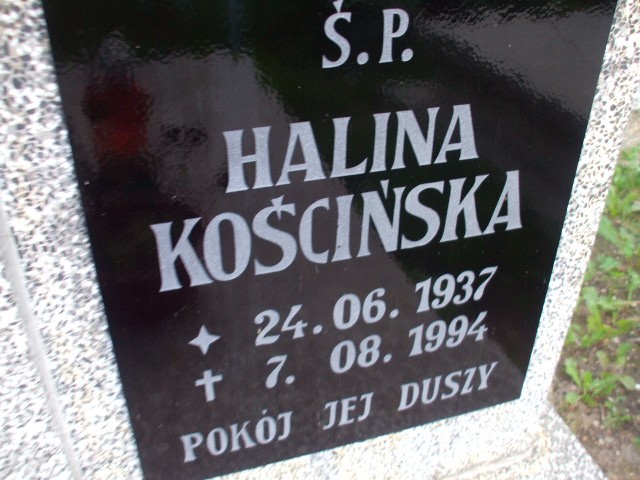 Ś.P.
HALINA
KOŚCIŃSKA
24.06.1937
7. 08. 1994
POKÓJ JEJ DUSZY